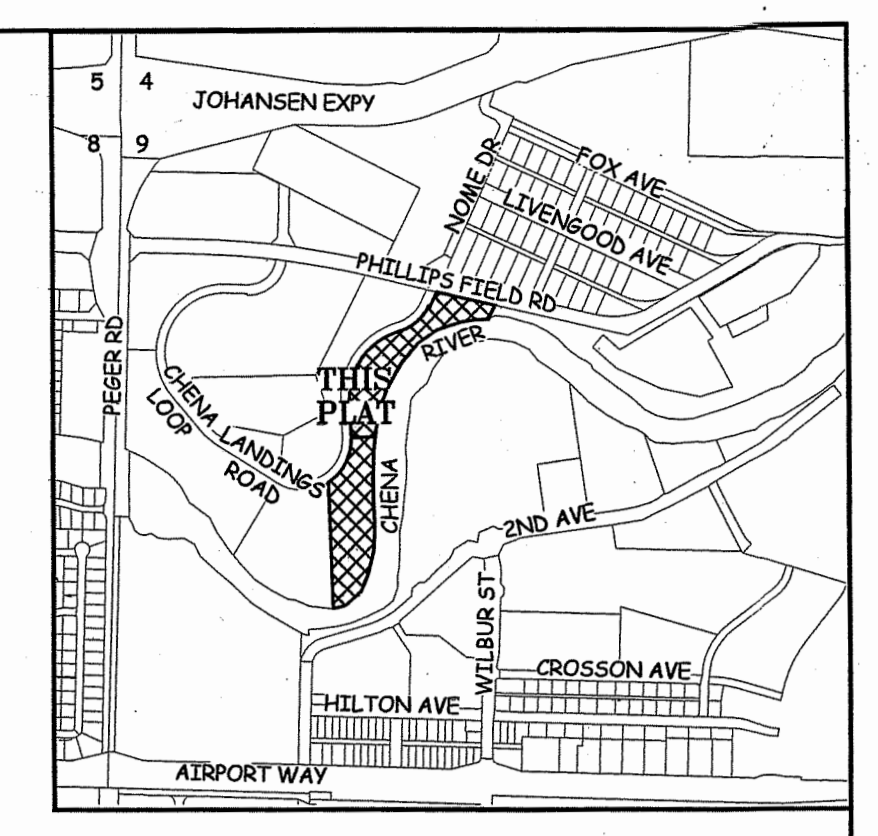 5 4
JOHANSEN EXPY
8 9
NOME DR
FOX AVE
LIVENGOOD AVE
PHILLIPS FIELD RD
RIVER
PEGER RD
THIS
PLAT
CHENA LANDINGS
LOOP
ROAD
CHENA
2ND AVE
WILBUR ST
CROSSON AVE
HILTON AVE
AIRPORT WAY